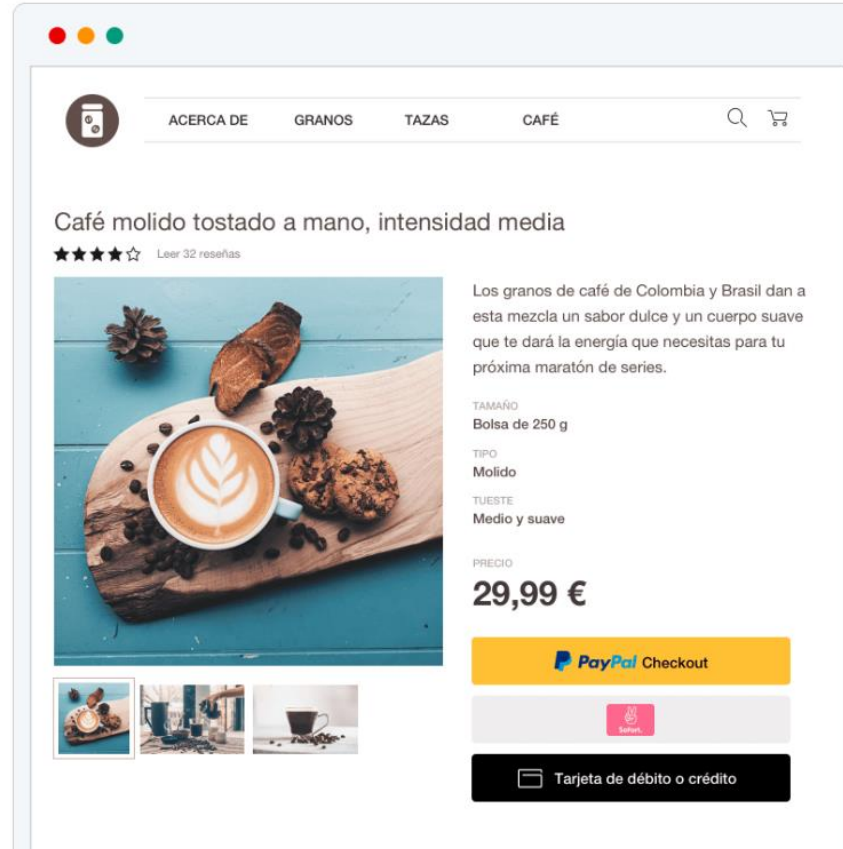 ACERCA DE GRANOS TAZAS CAFÉ
Café molido tostado a mano, intensidad media
Leer 32 reseñas
Los granos de café de Colombia y Brasil dan a
esta mezcla un sabor dulce y un cuerpo suave
que te dará la energía que necesitas para tu
próxima maratón de series.
TAMAÑO
Bolsa de 250 g
TIPO
Molido
TUESTE
Medio y suave
PRECIO
29,99 €
PayPal Checkout
Sofort.
Tarjeta de débito o crédito